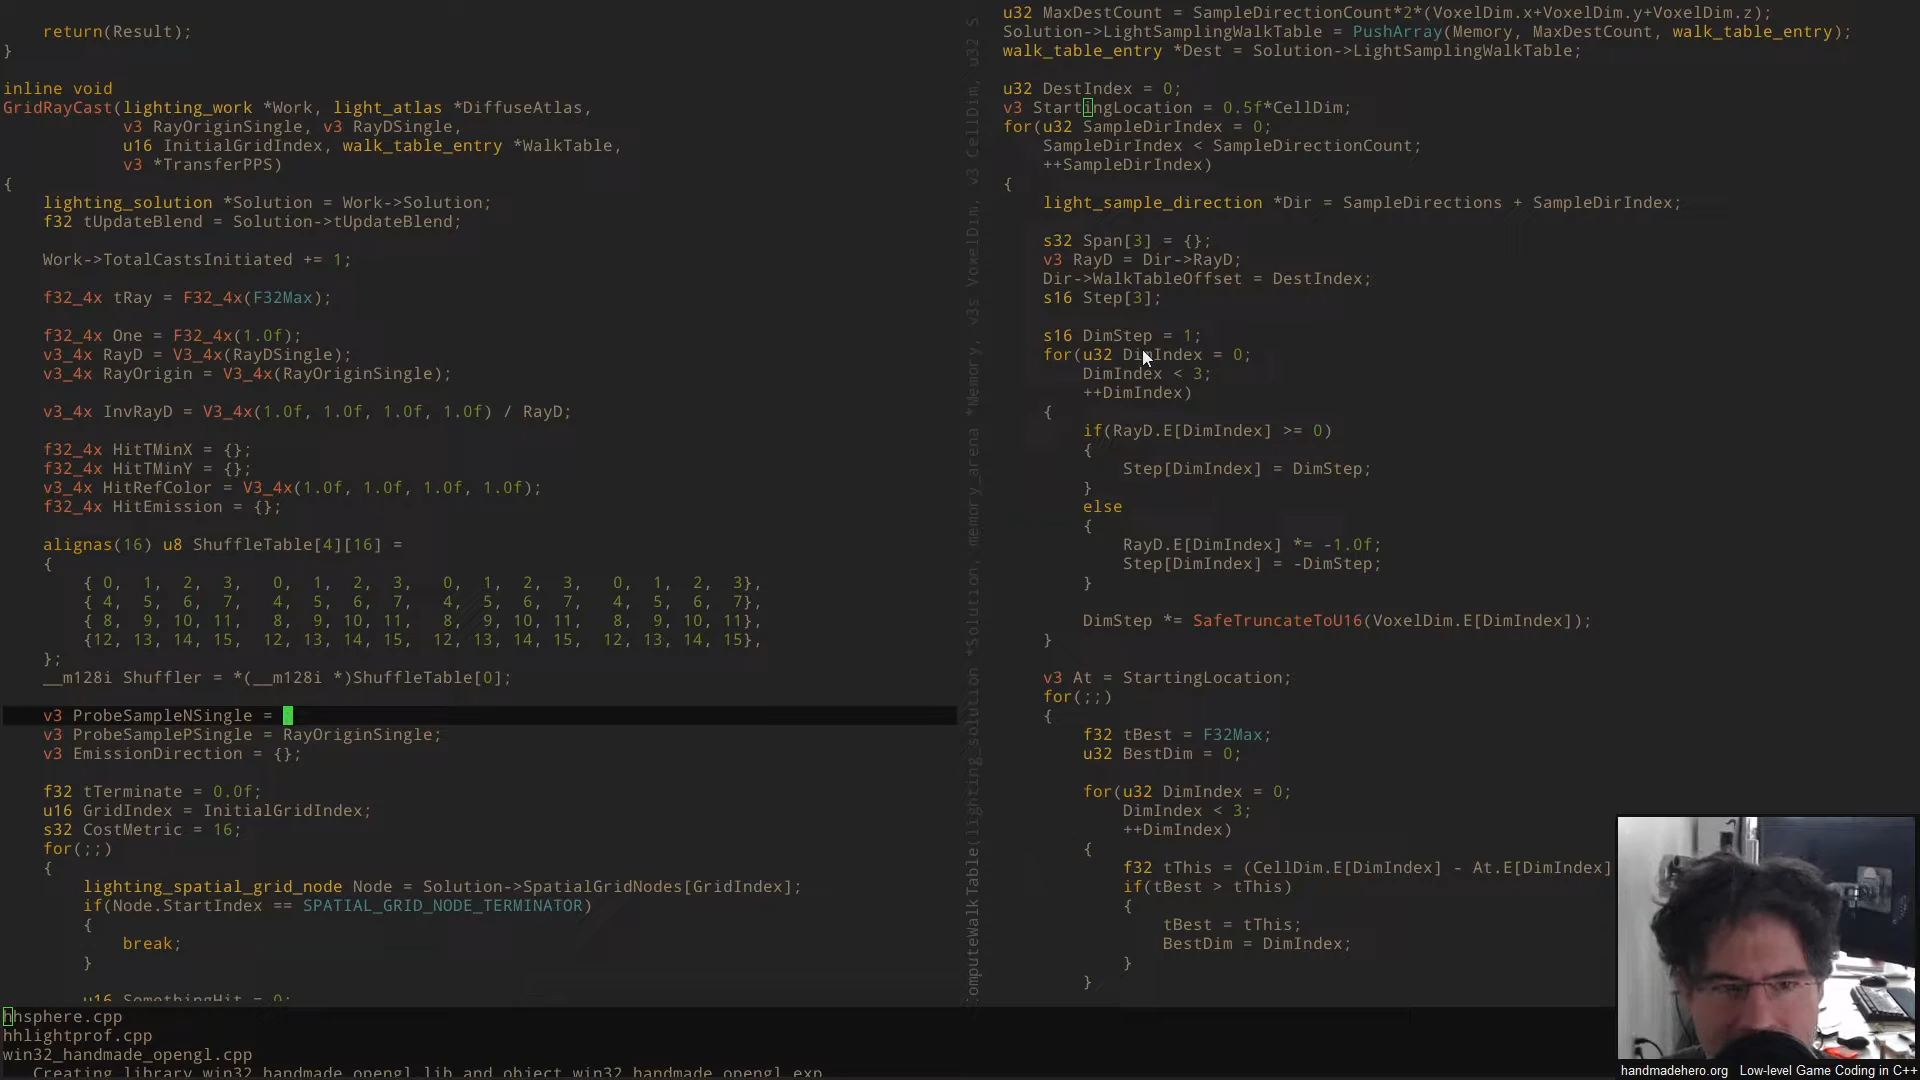 return(Result);
}
inline void
GridRayCast(lighting_work *Work, light_atlas *DiffuseAtlas,
v3 RayOriginSingle, v3 RayDSingle,
u16 InitialGridIndex, walk_table_entry *WalkTable,
v3 *TransferPPS)
{
lighting_solution *Solution = Work->Solution;
f32 tUpdateBlend = Solution->tUpdateBlend;
Work->TotalCastsInitiated += 1;
f32_4x tRay = F32_4x(F32Max);
f32_4x One = F32_4x(1.0f);
v3_4x RayD = V3_4x(RayDSingle);
v3_4x RayOrigin = V3_4x(RayOriginSingle);
v3_4x InvRayD = V3_4x(1.0f, 1.0f, 1.0f, 1.0f) / RayD;
f32_4x HitTMinX = {};
f32_4x HitTMinY = {};
v3_4x HitRefColor = V3_4x(1.0f, 1.0f, 1.0f, 1.0f);
f32_4x HitEmission = {};
alignas(16) u8 ShuffleTable[4][16] =
{
{ 0, 1, 2, 3, 0, 1, 2, 3, 0, 1, 2, 3, 0, 1, 2, 3},
{ 4, 5, 6, 7, 4, 5, 6, 7, 4, 5, 6, 7, 4, 5, 6, 7},
{ 8, 9, 10, 11, 8, 9, 10, 11, 8, 9, 10, 11, 8, 9, 10, 11},
{12, 13, 14, 15, 12, 13, 14, 15, 12, 13, 14, 15, 12, 13, 14, 15},
};
__m128i Shuffler = *(__m128i *)ShuffleTable[0];
v3 ProbeSampleNSingle =
v3 ProbeSamplePSingle = RayOriginSingle;
v3 EmissionDirection = {};
f32 tTerminate = 0.0f;
u16 GridIndex = InitialGridIndex;
s32 CostMetric = 16;
for(;;)
{
lighting_spatial_grid_node Node = Solution->SpatialGridNodes[GridIndex];
if(Node.StartIndex == SPATIAL_GRID_NODE_TERMINATOR)
{
break;
}
u16 SomethingHit = 0;
ComputeWalkTable(lighting_solution *Solution, memory_arena *Memory, v3s VoxelDim, v3 CellDim, u32 S
u32 MaxDestCount = SampleDirectionCount*2*(VoxelDim.x+VoxelDim.y+VoxelDim.z);
Solution->LightSamplingWalkTable = PushArray(Memory, MaxDestCount, walk_table_entry);
walk_table_entry *Dest = Solution->LightSamplingWalkTable;
u32 DestIndex = 0;
v3 StartingLocation = 0.5f*CellDim;
for(u32 SampleDirIndex = 0;
SampleDirIndex < SampleDirectionCount;
++SampleDirIndex)
{
light_sample_direction *Dir = SampleDirections + SampleDirIndex;
s32 Span[3] = {};
v3 RayD = Dir->RayD;
Dir->WalkTableOffset = DestIndex;
s16 Step[3];
s16 DimStep = 1;
for(u32 DimIndex = 0;
DimIndex < 3;
++DimIndex)
{
if(RayD.E[DimIndex] >= 0)
{
Step[DimIndex] = DimStep;
}
else
{
RayD.E[DimIndex] *= -1.0f;
Step[DimIndex] = -DimStep;
}
DimStep *= SafeTruncateToU16(VoxelDim.E[DimIndex]);
}
v3 At = StartingLocation;
for(;;)
{
f32 tBest = F32Max;
u32 BestDim = 0;
for(u32 DimIndex = 0;
DimIndex < 3;
++DimIndex)
{
f32 tThis = (CellDim.E[DimIndex] - At.E[DimIndex]
if(tBest > tThis)
{
tBest = tThis;
BestDim = DimIndex;
}
}
hhsphere.cpp
hhlightprof.cpp
win32_handmade_opengl.cpp
Creating library win32_handmade_opengl.lib and object win32_handmade_opengl.exp
handmadehero.org Low-level Game Coding in C++